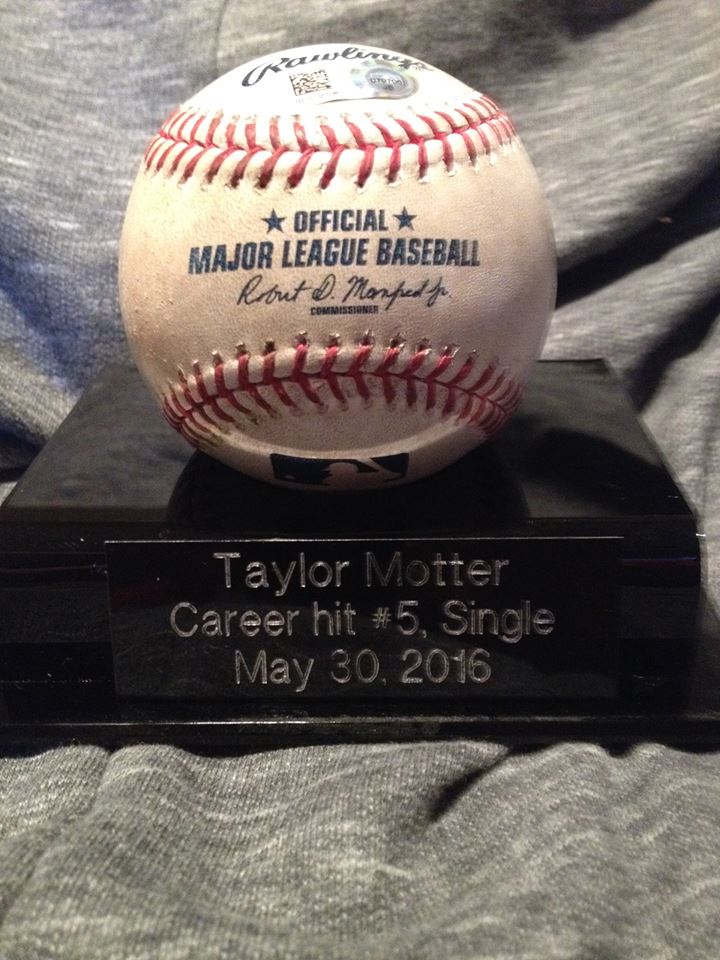 Rawlings
★ OFFICIAL ★
MAJOR LEAGUE BASEBALL
Robert D. Manfred Jr.
COMMISSIONER
Taylor Motter
Career hit #5, Single
May 30, 2016